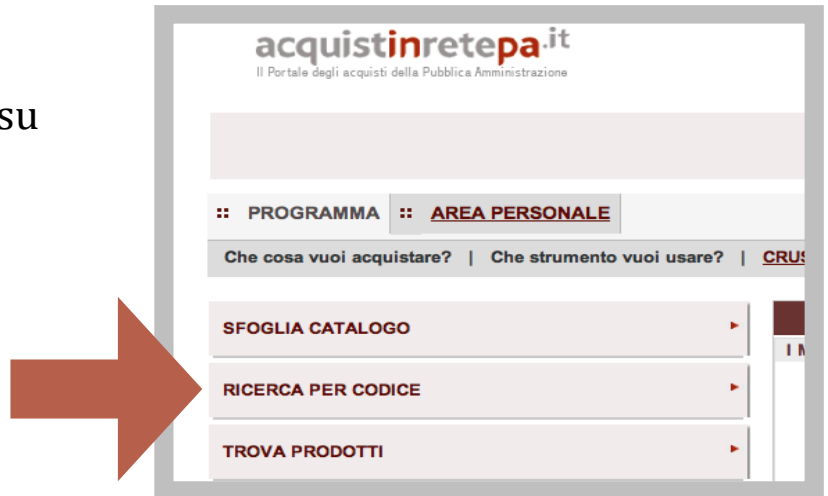 acquistinretepa.it
Il Portale degli acquisti della Pubblica Amministrazione
su
:: PROGRAMMA :: AREA PERSONALE
Che cosa vuoi acquistare? | Che strumento vuoi usare? |
SFOGLIA CATALOGO
RICERCA PER CODICE
TROVA PRODOTTI